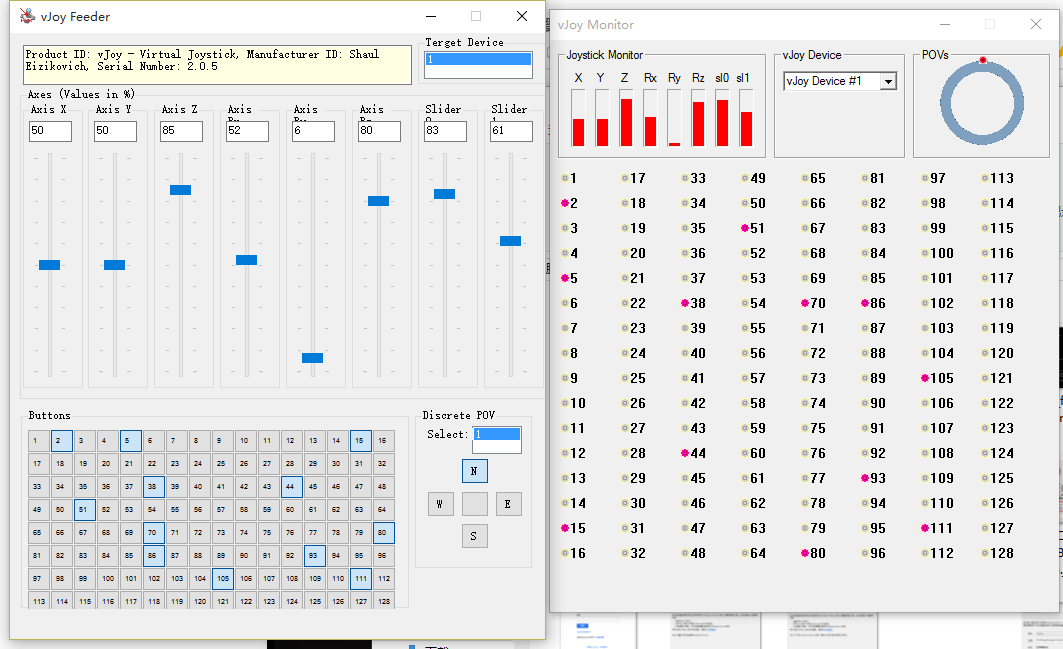 vJoy Feeder
Product ID: vJoy - Virtual Joystick, Manufacturer ID: Shaul
Eizikovich, Serial Number: 2.0.5
Terget Device
1
Axes (Values in %)
Axis X Axis Y Axis Z Axis Axis Axis Slider Slider
50 50 85 52 6 80 83 61
Buttons
1 2 3 4 5 6 7 8 9 10 11 12 13 14 15 16
17 18 19 20 21 22 23 24 25 26 27 28 29 30 31 32
33 34 35 36 37 38 39 40 41 42 43 44 45 46 47 48
49 50 51 52 53 54 55 56 57 58 59 60 61 62 63 64
65 66 67 68 69 70 71 72 73 74 75 76 77 78 79 80
81 82 83 84 85 86 87 88 89 90 91 92 93 94 95 96
97 98 99 100 101 102 103 104 105 106 107 108 109 110 111 112
113 114 115 116 117 118 119 120 121 122 123 124 125 126 127 128
Discrete POV
Select: 1
N
W E
S
vJoy Monitor
Joystick Monitor
X Y Z Rx Ry Rz sl0 sl1
vJoy Device
vJoy Device #1
POVs
1 17 33 49 65 81 97 113
2 18 34 50 66 82 98 114
3 19 35 51 67 83 99 115
4 20 36 52 68 84 100 116
5 21 37 53 69 85 101 117
6 22 38 54 70 86 102 118
7 23 39 55 71 87 103 119
8 24 40 56 72 88 104 120
9 25 41 57 73 89 105 121
10 26 42 58 74 90 106 122
11 27 43 59 75 91 107 123
12 28 44 60 76 92 108 124
13 29 45 61 77 93 109 125
14 30 46 62 78 94 110 126
15 31 47 63 79 95 111 127
16 32 48 64 80 96 112 128